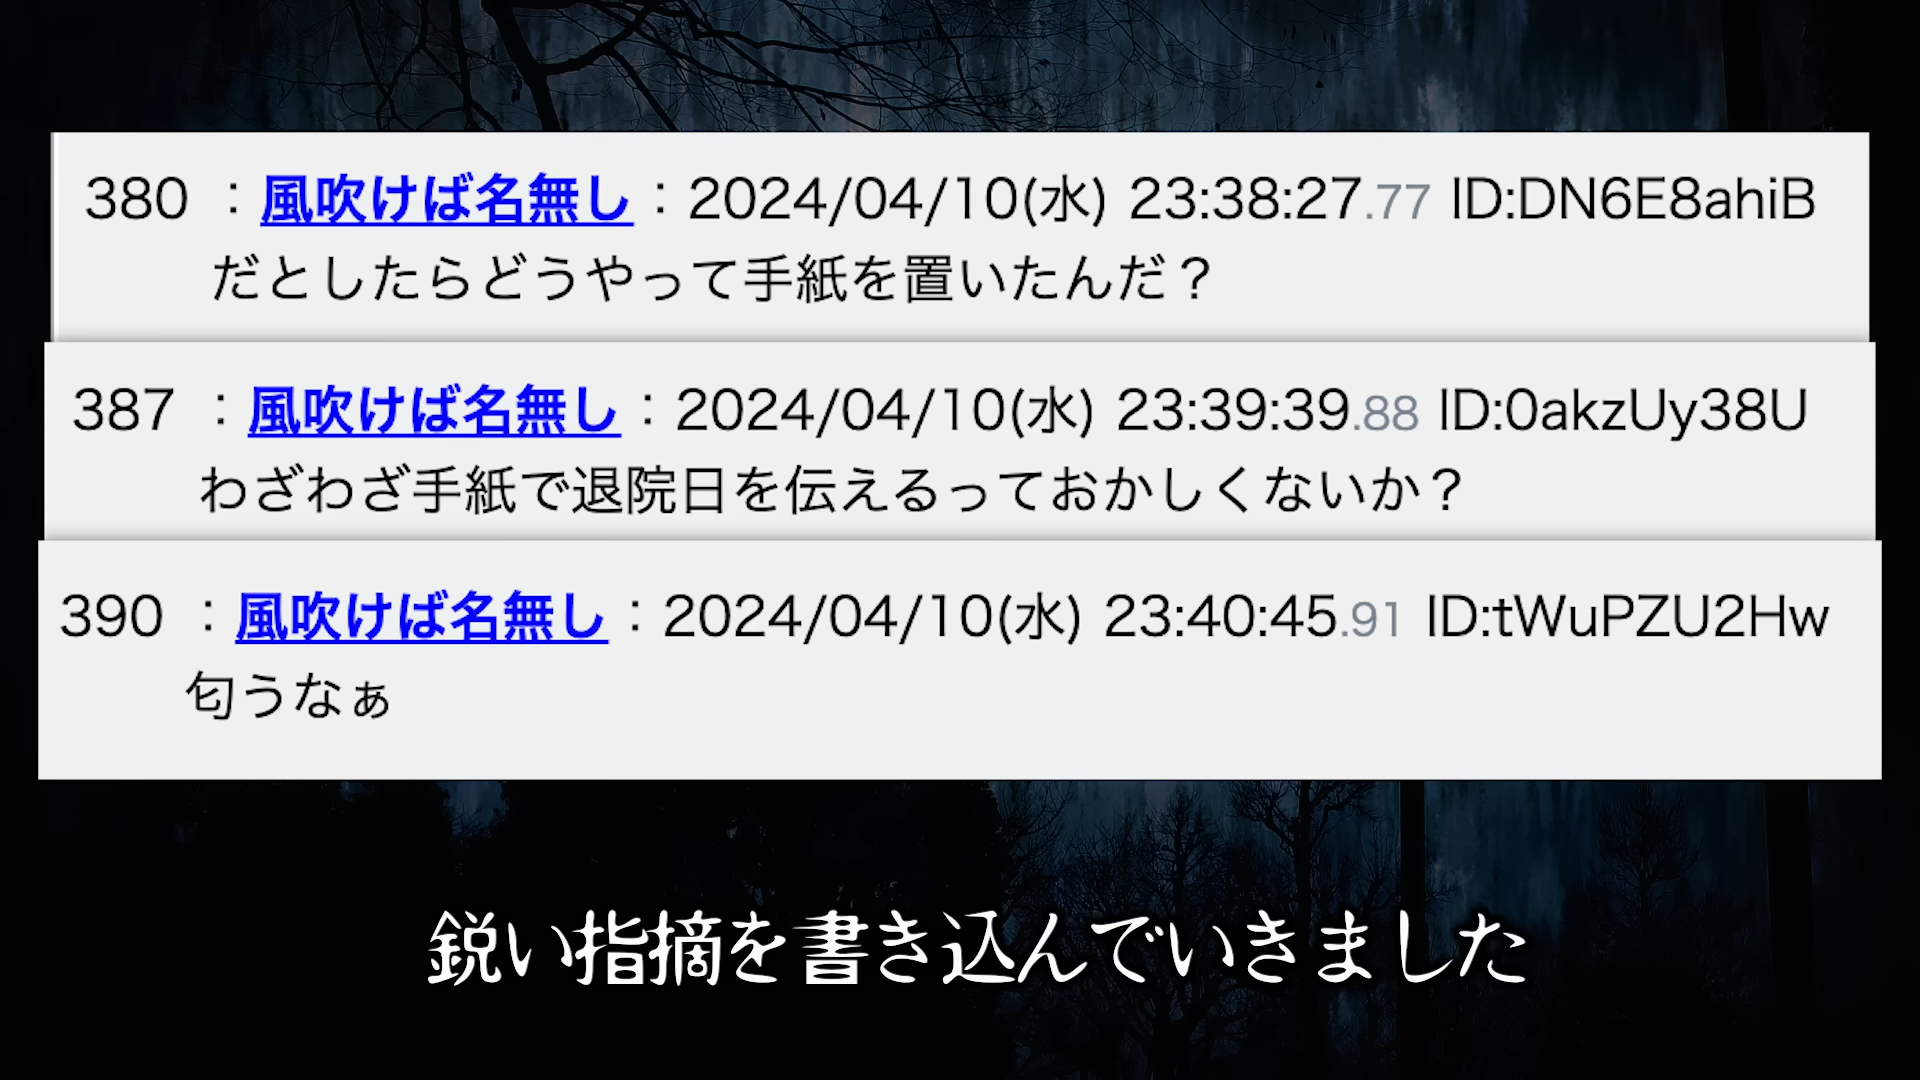 380 ：風吹けば名無し：2024/04/10(水) 23:38:27.77 ID:DN6E8ahiB
だとしたらどうやって手紙を置いたんだ？
387 ：風吹けば名無し：2024/04/10(水) 23:39:39.88 ID:0akzUy38U
わざわざ手紙で退院日を伝えるっておかしくないか？
390 ：風吹けば名無し：2024/04/10(水) 23:40:45.91 ID:tWuPZU2Hw
匂うなぁ
鋭い指摘を書き込んでいきました